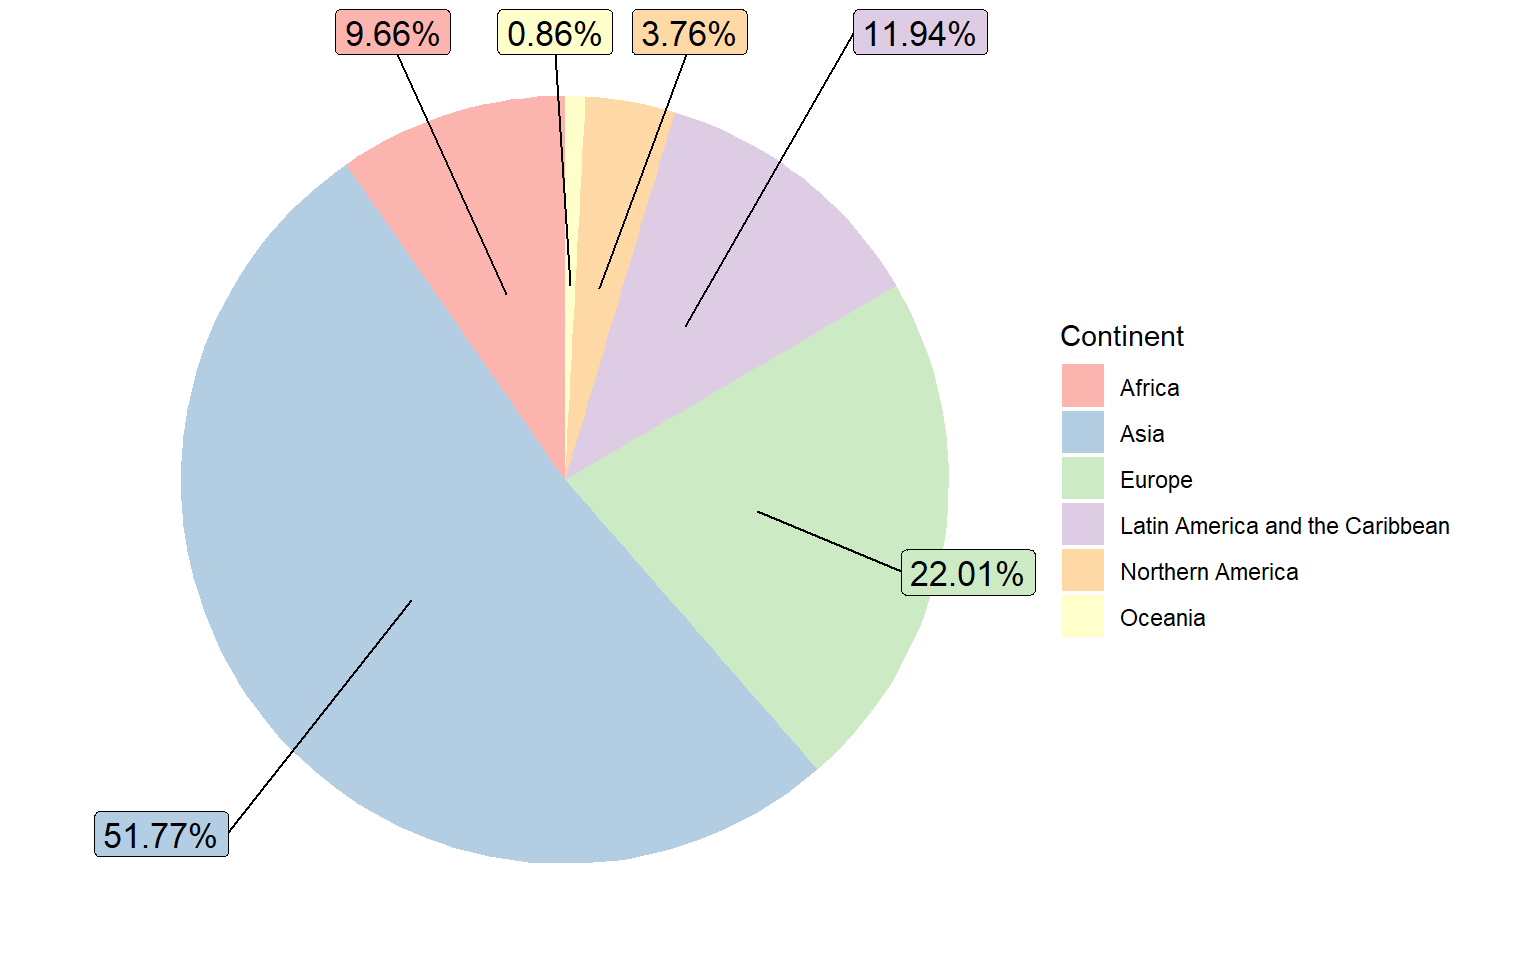 9.66%
0.86%
3.76%
11.94%
Continent
Africa
Asia
Europe
Latin America and the Caribbean
Northern America
Oceania
22.01%
51.77%